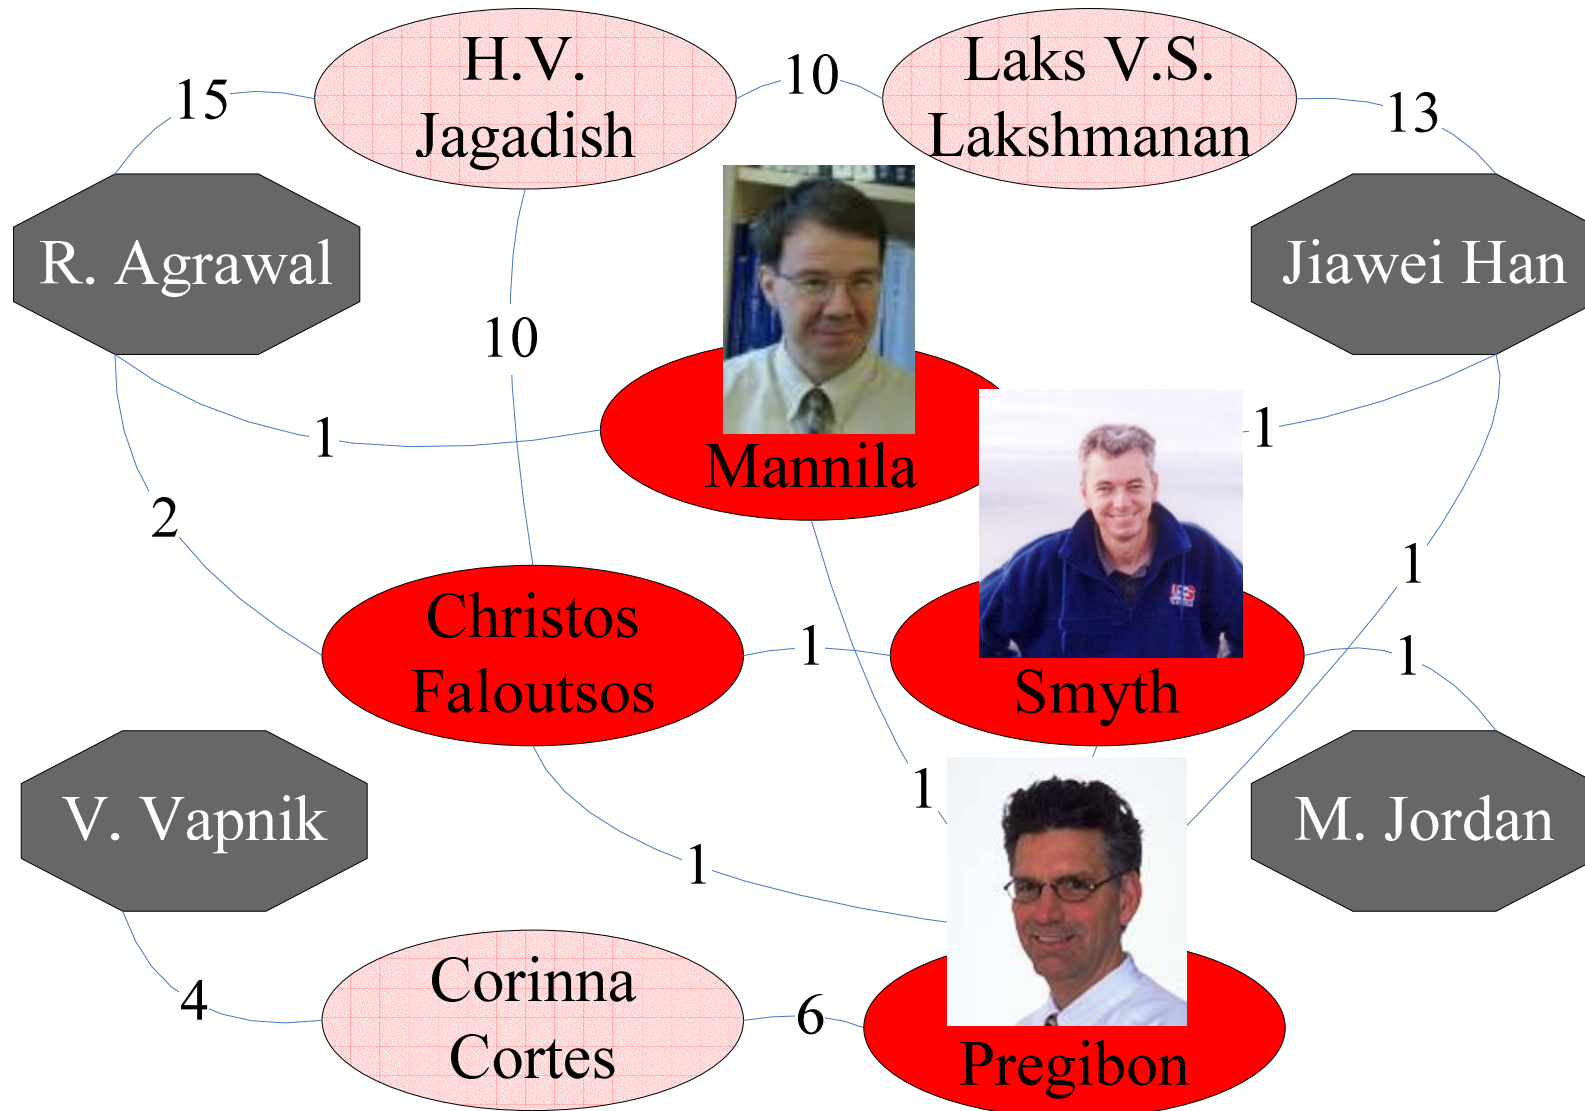 H.V.
Jagadish
10
Laks V.S.
Lakshmanan
15
13
R. Agrawal
Jiawei Han
10
1
Mannila
1
2
Christos
Faloutsos
1
Smyth
1
1
V. Vapnik
1
M. Jordan
1
4
Corinna
Cortes
6
Pregibon